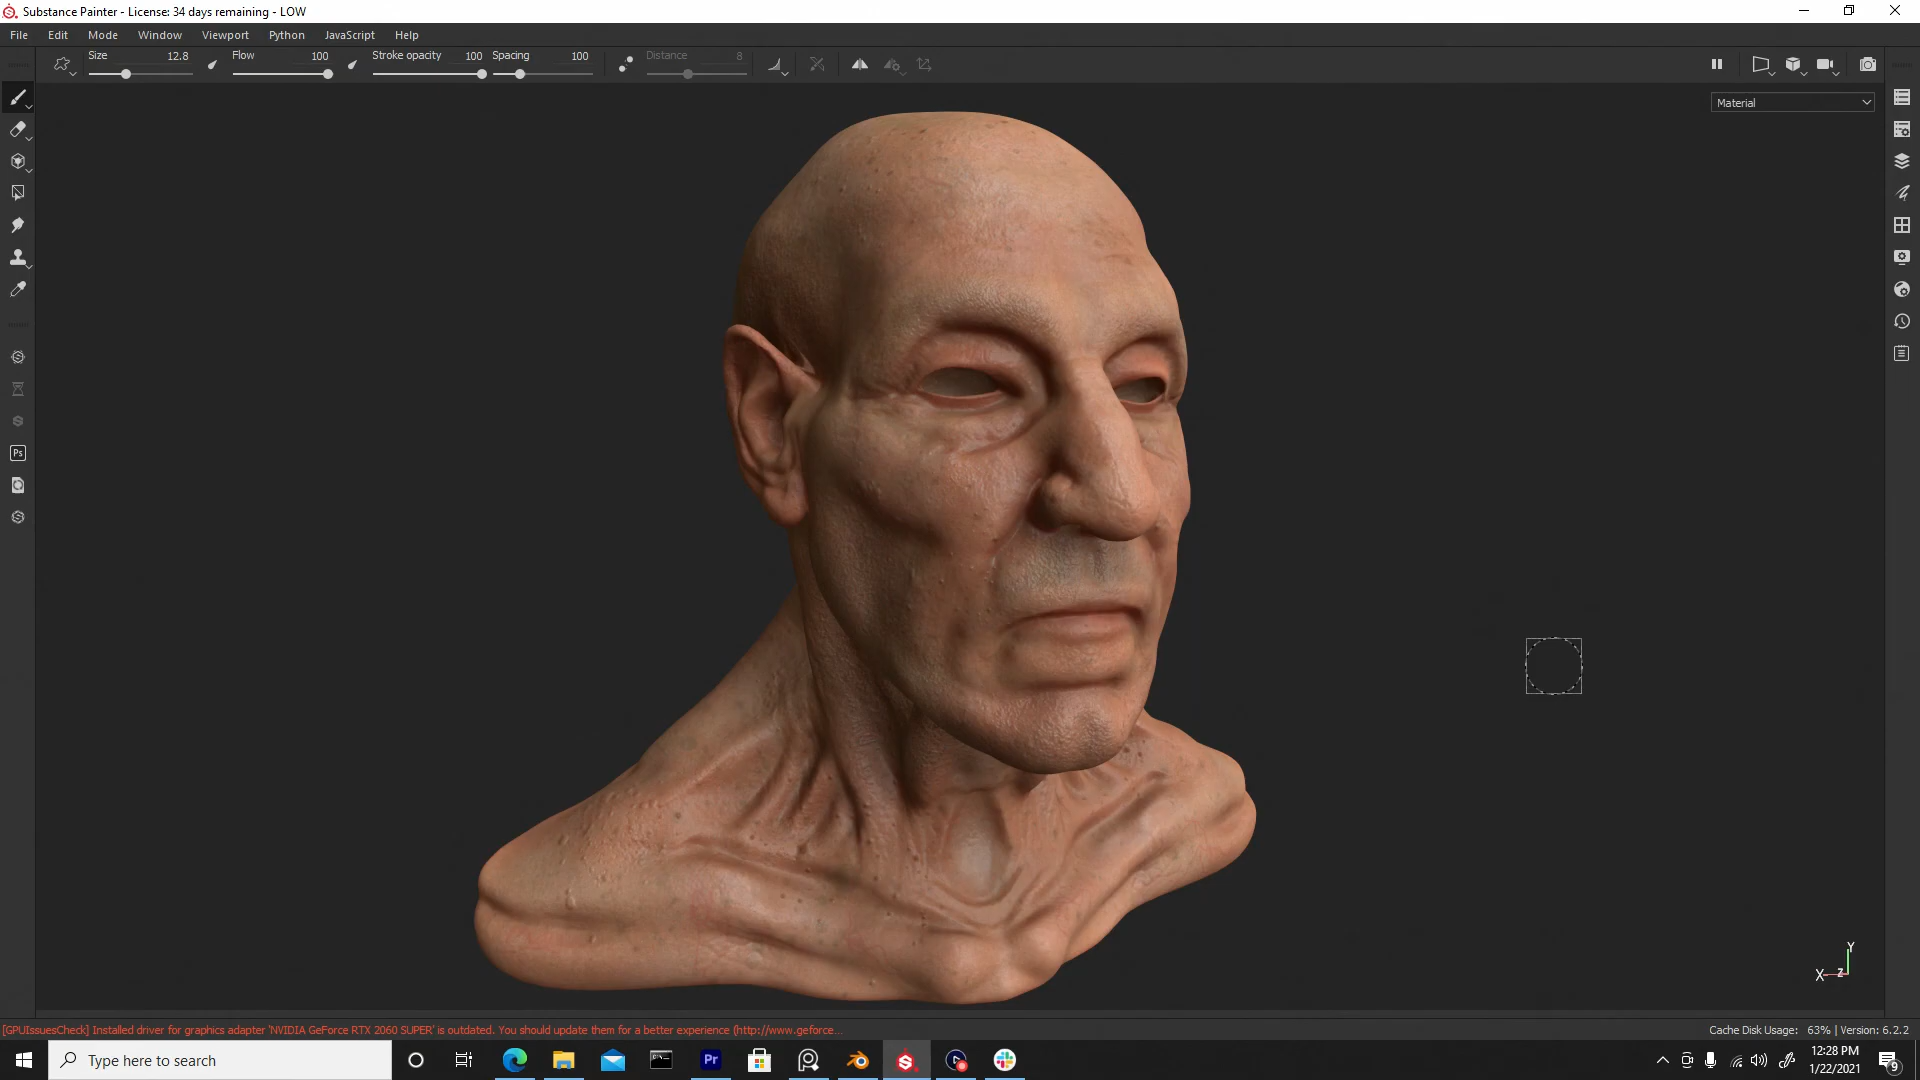 Substance Painter - License: 34 days remaining - LOW
File Edit Mode Window Viewport Python JavaScript Help
Size 12.8 Flow 100 Stroke opacity 100 Spacing 100 Distance 8
Material
Ps
Y
X Z
[GPUIssuesCheck] Installed driver for graphics adapter 'NVIDIA GeForce RTX 2060 SUPER' is outdated. You should update them for a better experience (http://www.geforce...
Cache Disk Usage: 63% | Version: 6.2.2
Type here to search
Pr
12:28 PM
1/22/2021
9